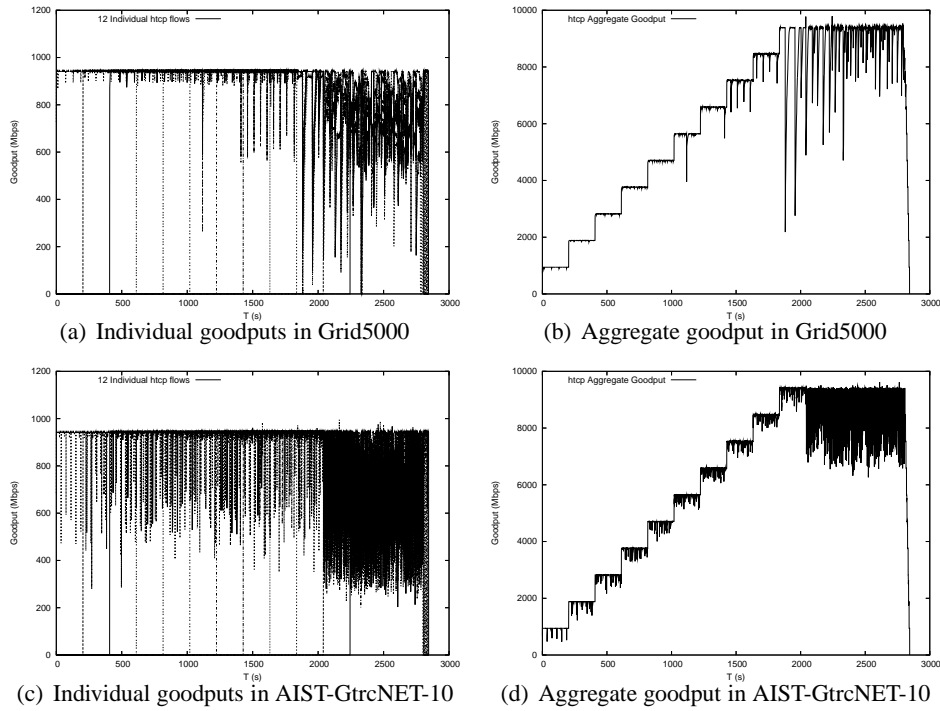 12 Individual htcp flows
Goodput (Mbps)
1200
1000
800
600
400
200
0
0 500 1000 1500 2000 2500 3000
T (s)
(a) Individual goodputs in Grid5000
htcp Aggregate Goodput
Goodput (Mbps)
10000
8000
6000
4000
2000
0
0 500 1000 1500 2000 2500 3000
T (s)
(b) Aggregate goodput in Grid5000
12 Individual htcp flows
Goodput (Mbps)
1200
1000
800
600
400
200
0
0 500 1000 1500 2000 2500 3000
T (s)
(c) Individual goodputs in AIST-GtrcNET-10
htcp Aggregate Goodput
Goodput (Mbps)
10000
8000
6000
4000
2000
0
0 500 1000 1500 2000 2500 3000
T (s)
(d) Aggregate goodput in AIST-GtrcNET-10